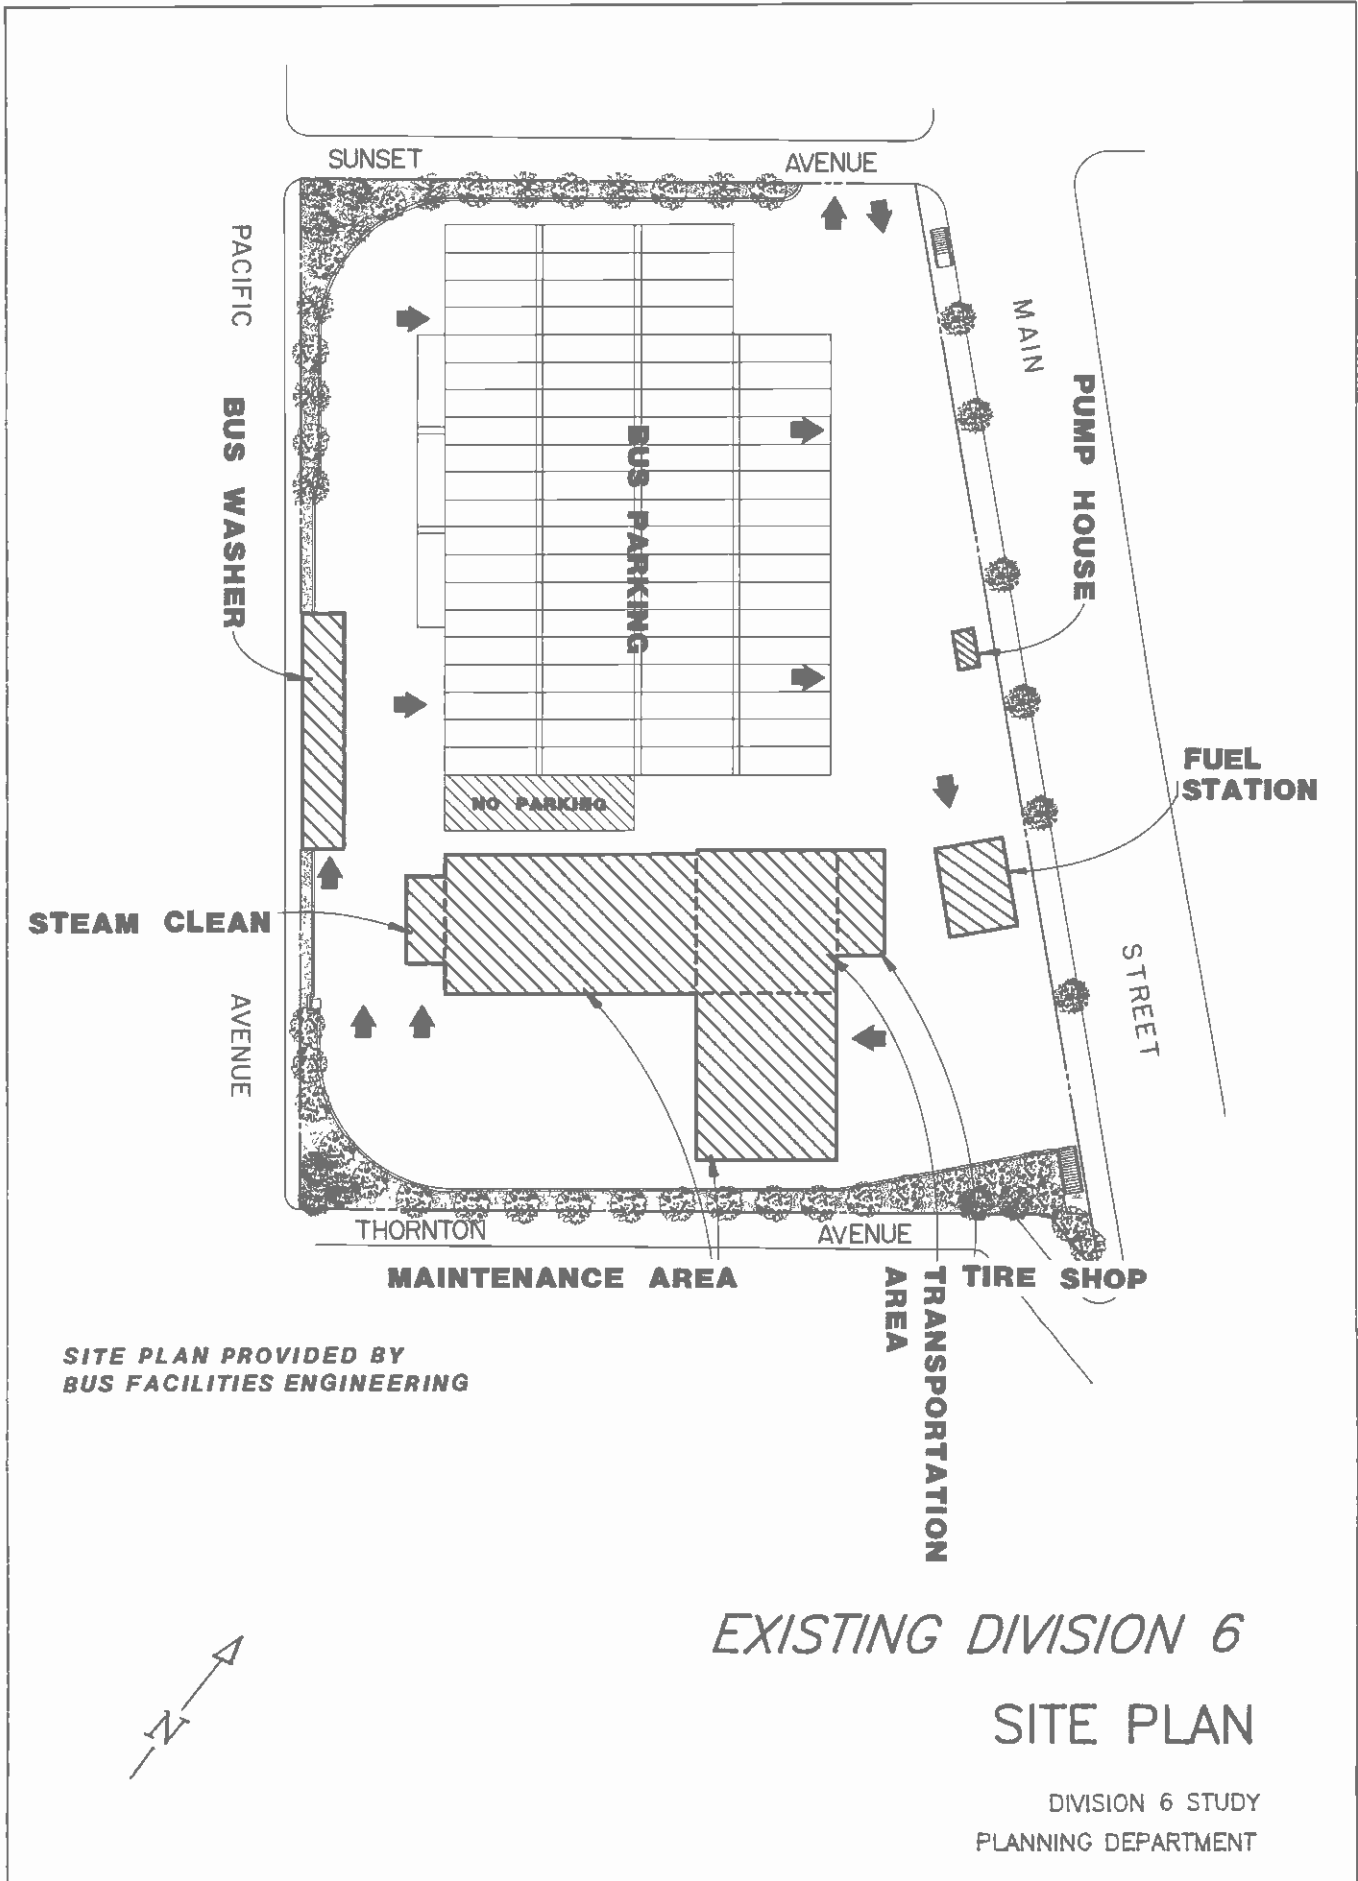 SUNSET AVENUE
PACIFIC
MAIN
PUMP HOUSE
BUS WASHER
BUS PARKING
FUEL
STATION
NO PARKING
STEAM CLEAN
AVENUE
STREET
THORNTON AVENUE
MAINTENANCE AREA
TRANSPORTATION
AREA
TIRE SHOP
SITE PLAN PROVIDED BY
BUS FACILITIES ENGINEERING
EXISTING DIVISION 6
SITE PLAN
N
DIVISION 6 STUDY
PLANNING DEPARTMENT